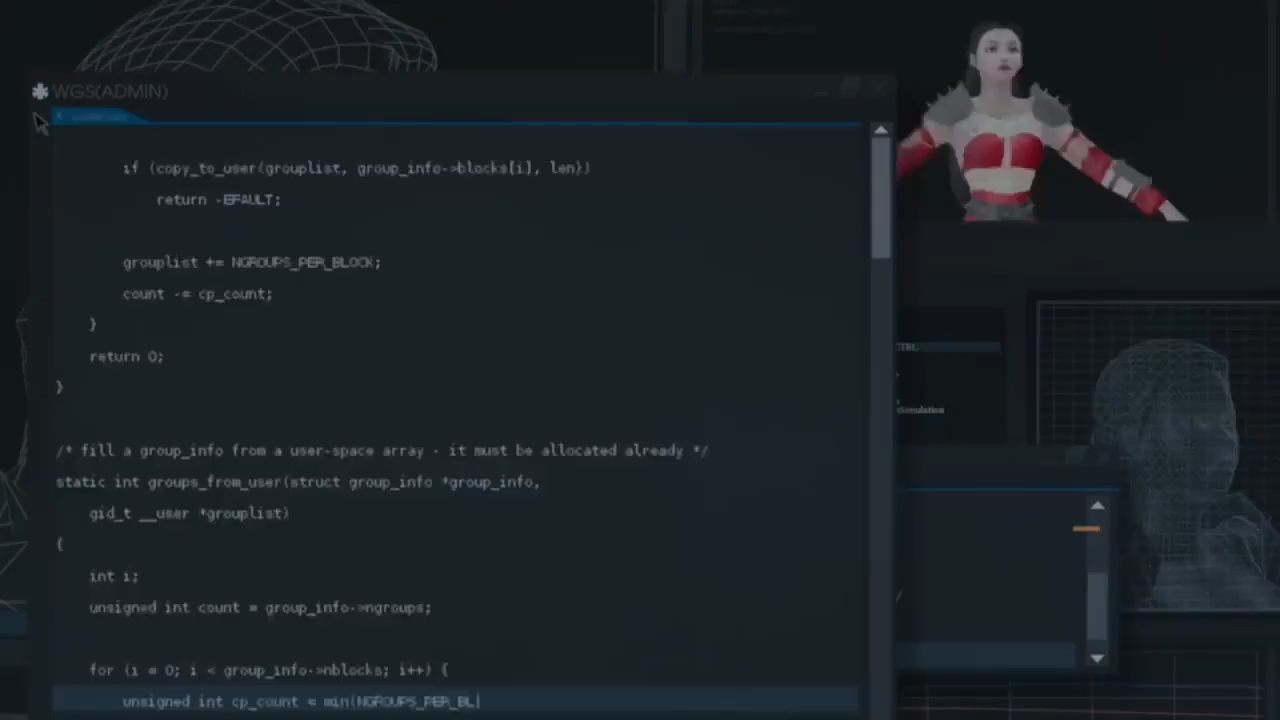 WGS(ADMIN)
if (copy_to_user(grouplist, group_info->blocks[i], len))
return -EFAULT;
grouplist += NGROUPS_PER_BLOCK;
count -= cp_count;
}
return 0;
}
/* fill a group_info from a user-space array - it must be allocated already */
static int groups_from_user(struct group_info *group_info,
gid_t __user *grouplist)
{
int i;
unsigned int count = group_info->ngroups;
for (i = 0; i < group_info->nblocks; i++) {
unsigned int cp_count = min(NGROUPS_PER_BL
CTRL
Simulation